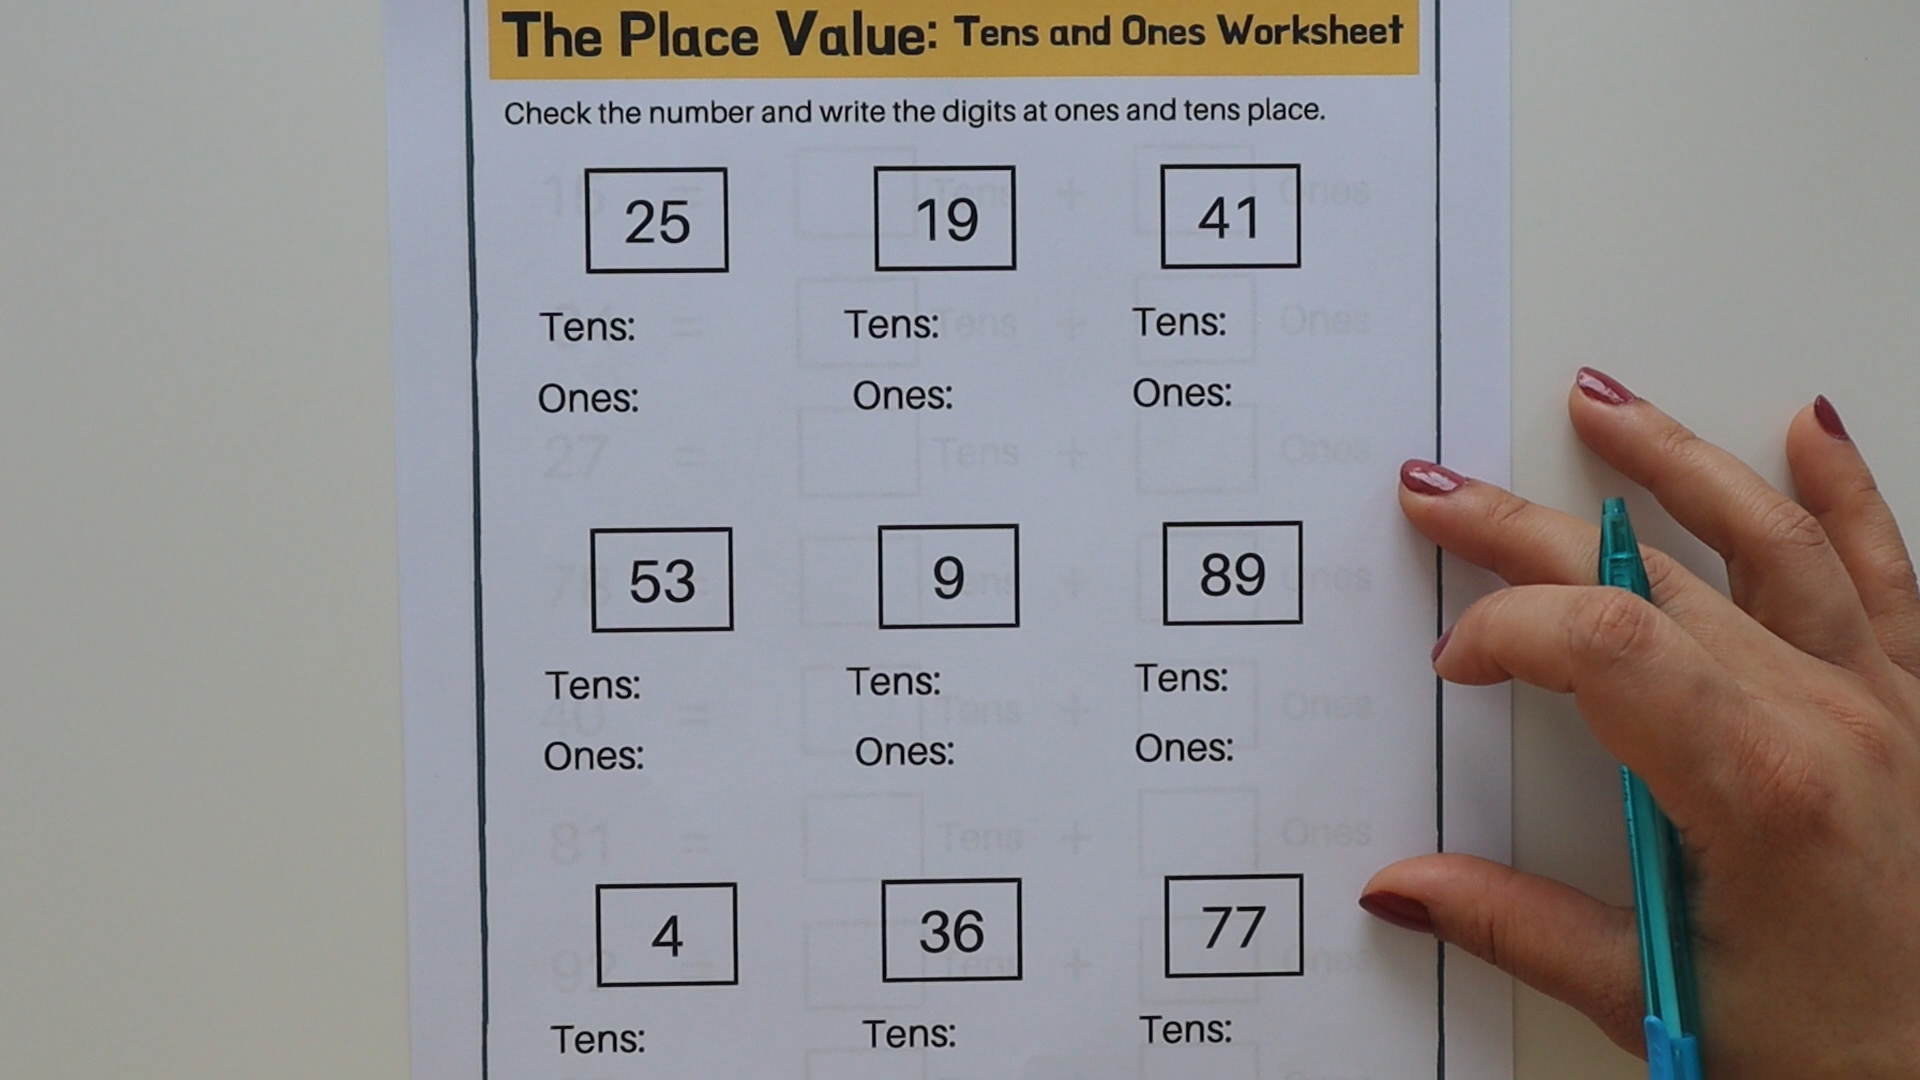 The Place Value: Tens and Ones Worksheet
Check the number and write the digits at ones and tens place.
25 19 41
Tens: Tens: Tens:
Ones: Ones: Ones:
53 9 89
Tens: Tens: Tens:
Ones: Ones: Ones:
4 36 77
Tens: Tens: Tens: